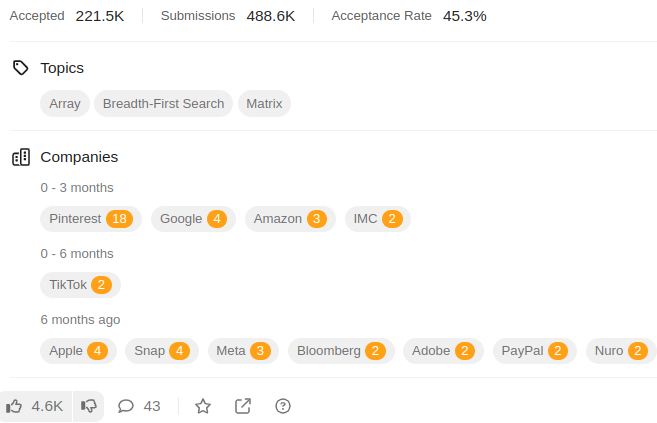 Accepted 221.5K Submissions 488.6K Acceptance Rate 45.3%
Topics
Array Breadth-First Search Matrix
Companies
0 - 3 months
Pinterest 18 Google 4 Amazon 3 IMC 2
0 - 6 months
TikTok 2
6 months ago
Apple 4 Snap 4 Meta 3 Bloomberg 2 Adobe 2 PayPal 2 Nuro 2
4.6K 43